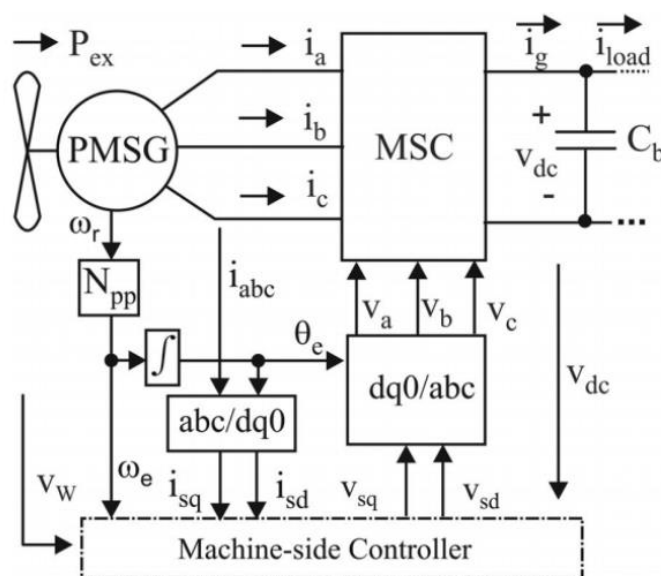 P_ex
i_a
i_g
i_load
i_b
PMSG
MSC
+
v_dc
-
C_b
i_c
ω_r
N_pp
i_abc
v_a
v_b
v_c
θ_e
∫
abc/dq0
dq0/abc
v_dc
v_W
ω_e
i_sq
i_sd
v_sq
v_sd
Machine-side Controller